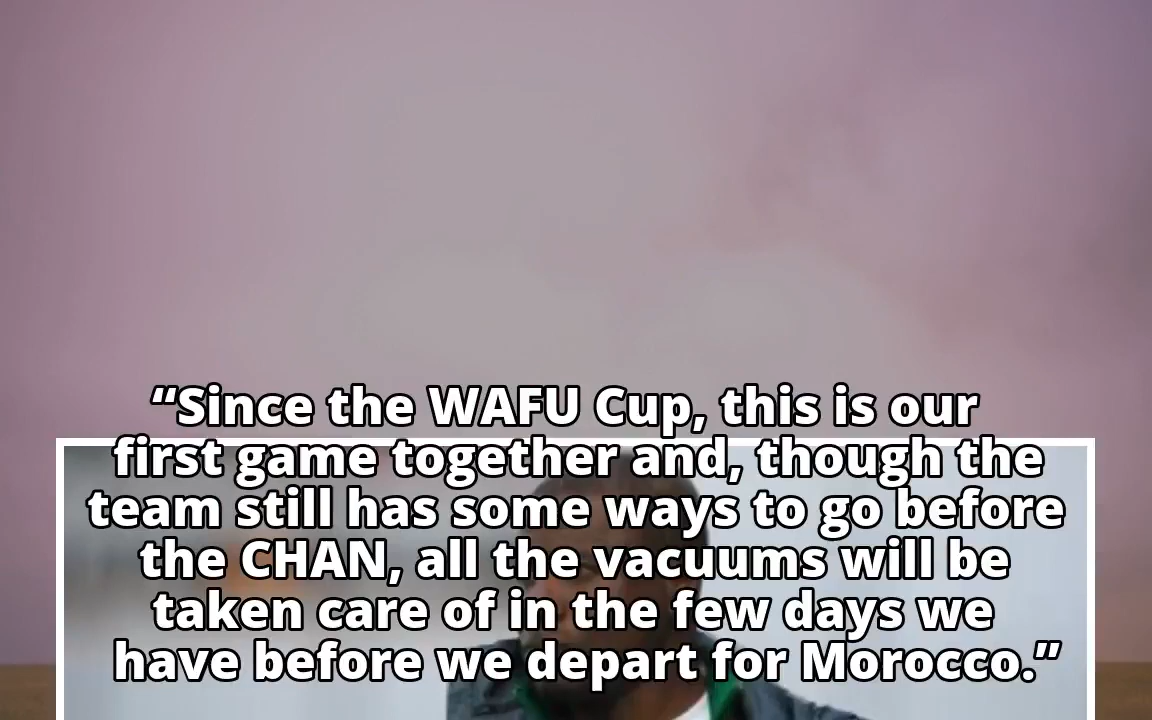 “Since the WAFU Cup, this is our
first game together and, though the
team still has some ways to go before
the CHAN, all the vacuums will be
taken care of in the few days we
have before we depart for Morocco.”